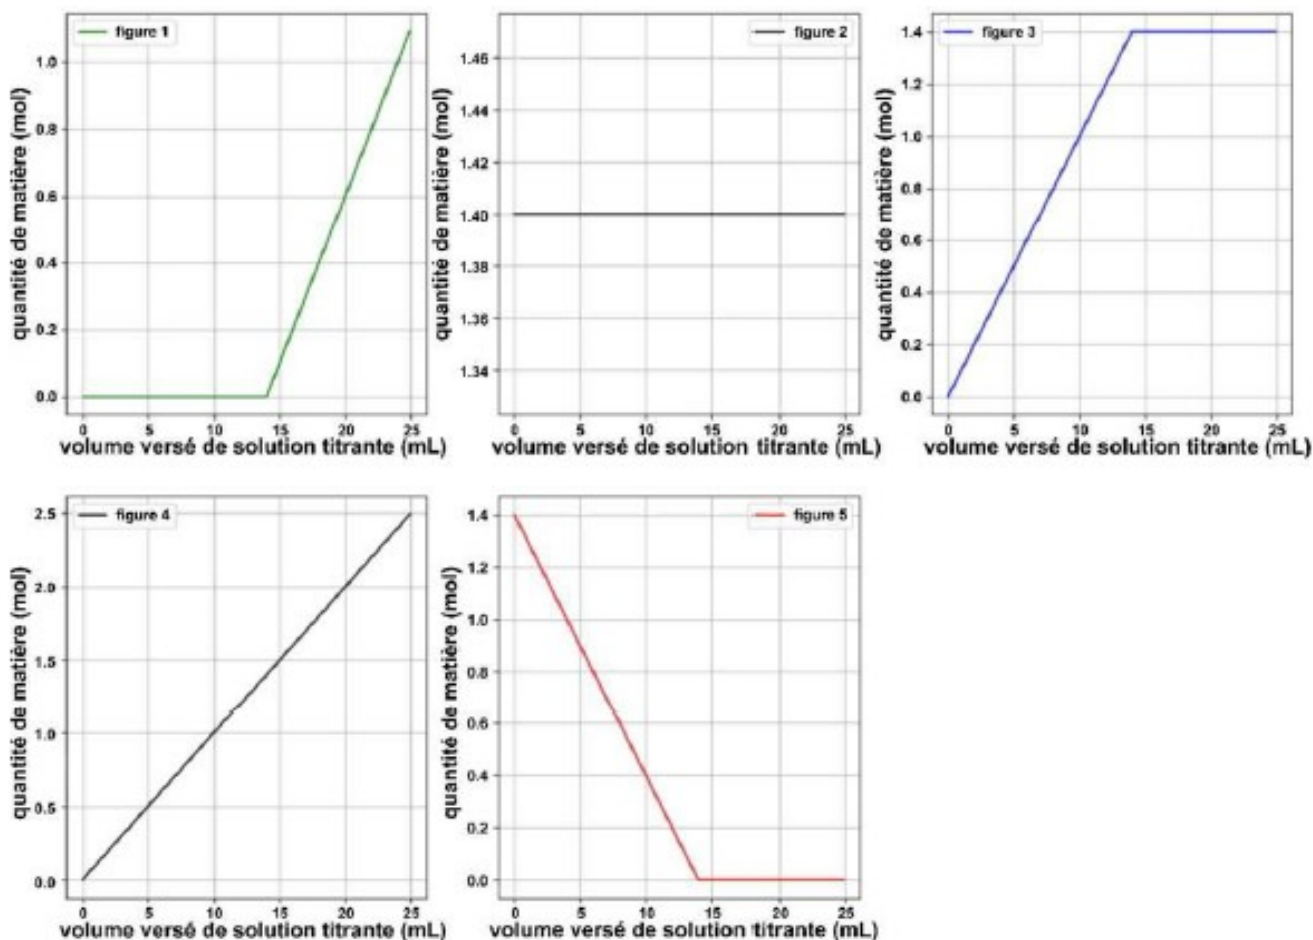 figure 1
1.0
0.8
0.6
0.4
0.2
0.0
quantité de matière (mol)
0 5 10 15 20 25
volume versé de solution titrante (mL)
figure 2
1.46
1.44
1.42
1.40
1.38
1.36
1.34
quantité de matière (mol)
0 5 10 15 20 25
volume versé de solution titrante (mL)
figure 3
1.4
1.2
1.0
0.8
0.6
0.4
0.2
0.0
quantité de matière (mol)
0 5 10 15 20 25
volume versé de solution titrante (mL)
figure 4
2.5
2.0
1.5
1.0
0.5
0.0
quantité de matière (mol)
0 5 10 15 20 25
volume versé de solution titrante (mL)
figure 5
1.4
1.2
1.0
0.8
0.6
0.4
0.2
0.0
quantité de matière (mol)
0 5 10 15 20 25
volume versé de solution titrante (mL)